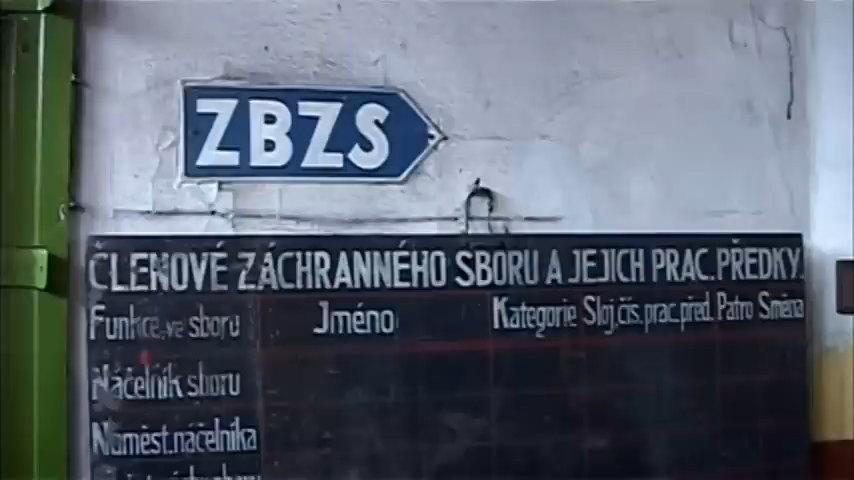 ZBZS
ČLENOVÉ ZÁCHRANNÉHO SBORU A JEJICH PRAC. PŘEDKY.
Funkce ve sboru Jméno Kategorie Sloj, čís. prac. před. Patro Směna
Náčelník sboru
Náměst. náčelníka